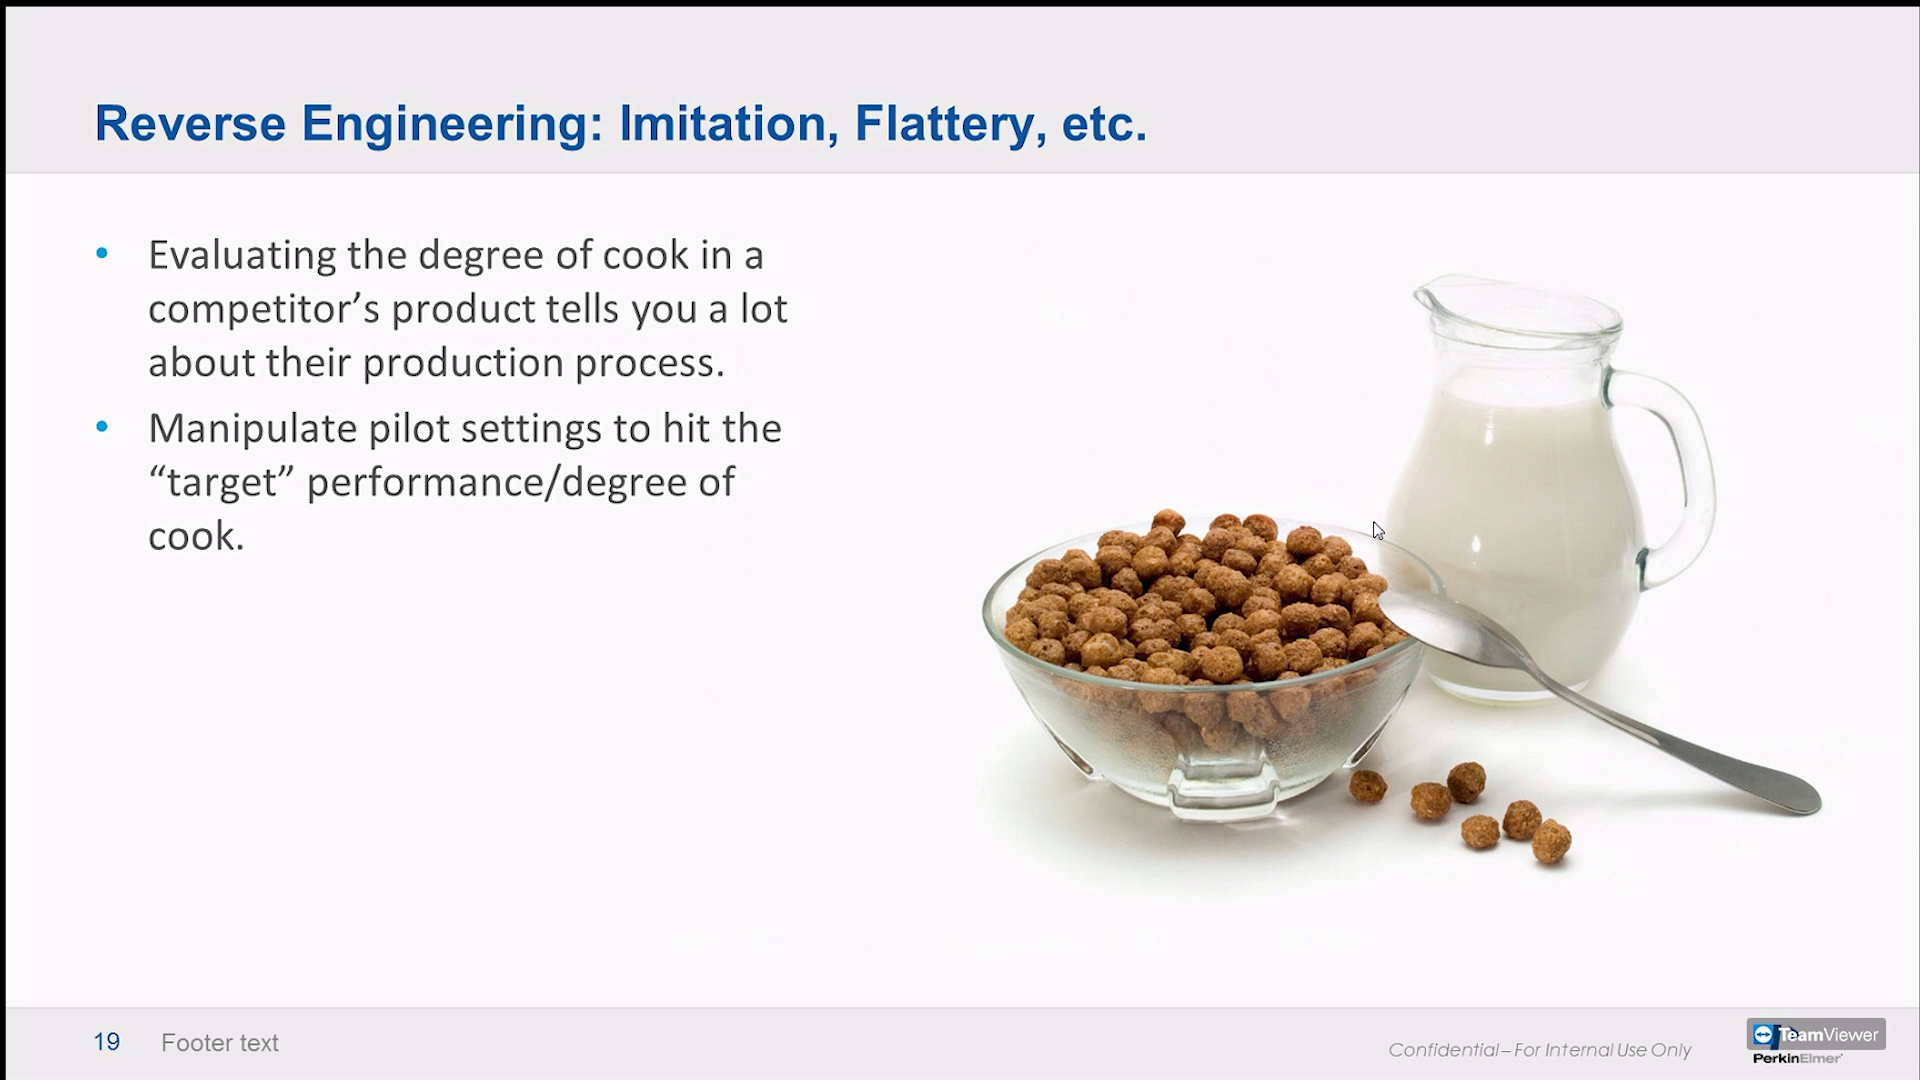 Reverse Engineering: Imitation, Flattery, etc.
• Evaluating the degree of cook in a
competitor’s product tells you a lot
about their production process.
• Manipulate pilot settings to hit the
“target” performance/degree of
cook.
19 Footer text
Confidential – For Internal Use Only
TeamViewer
PerkinElmer